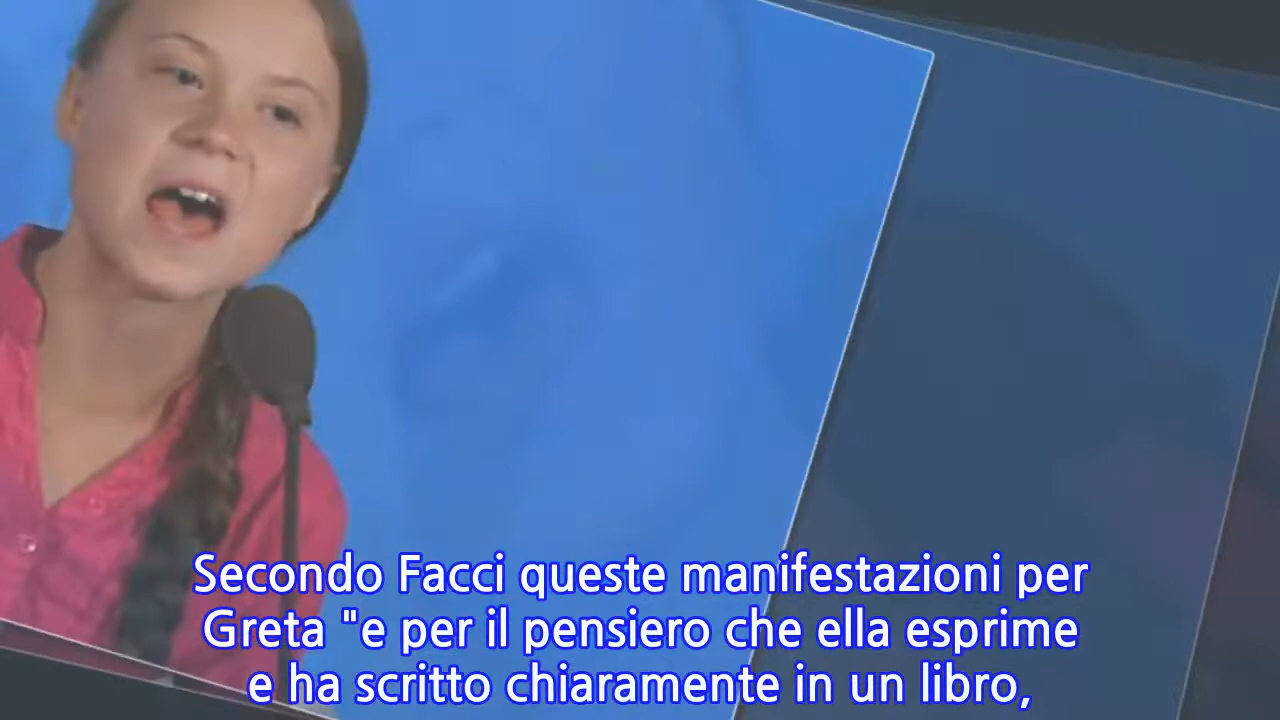 Secondo Facci queste manifestazioni per
Greta "e per il pensiero che ella esprime
e ha scritto chiaramente in un libro,